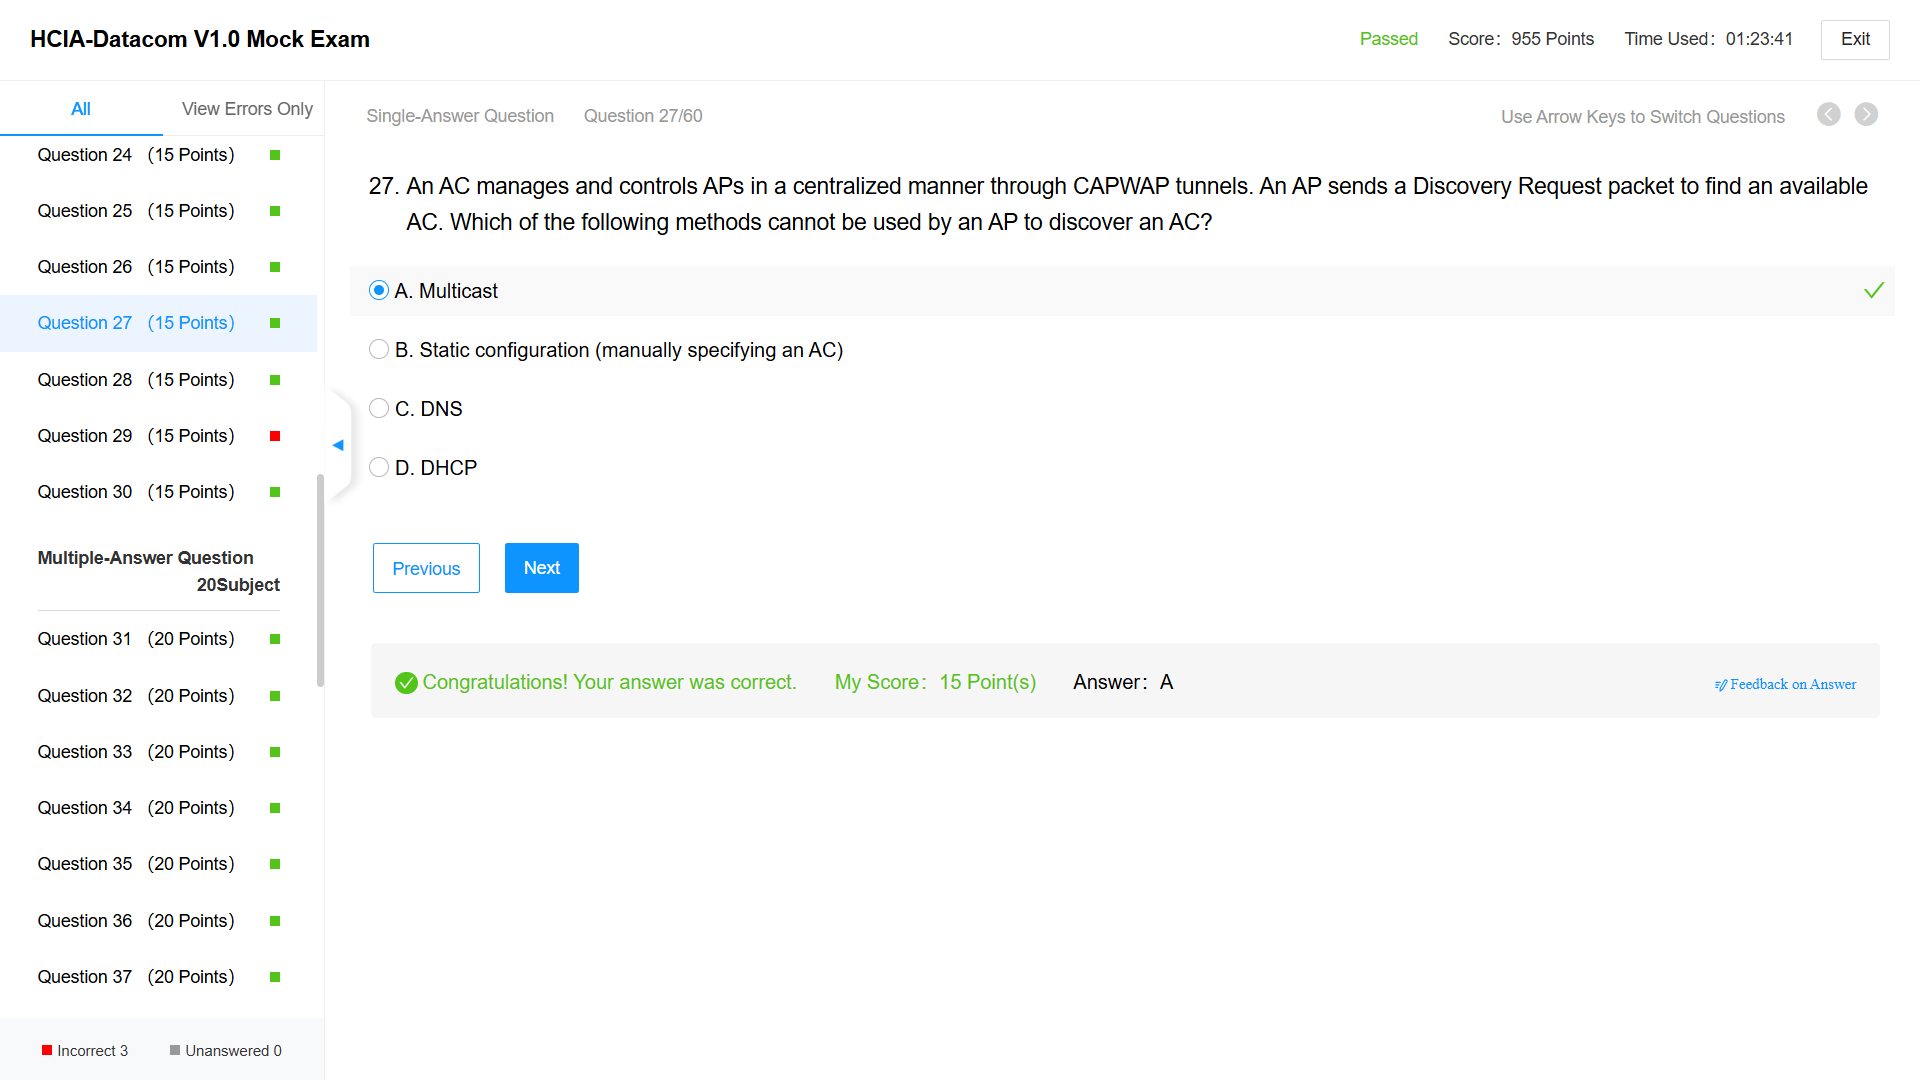 HCIA-Datacom V1.0 Mock Exam
Passed Score：955 Points Time Used：01:23:41 Exit
All View Errors Only
Single-Answer Question Question 27/60 Use Arrow Keys to Switch Questions
Question 24 （15 Points）
Question 25 （15 Points）
Question 26 （15 Points）
Question 27 （15 Points）
Question 28 （15 Points）
Question 29 （15 Points）
Question 30 （15 Points）
Multiple-Answer Question
20Subject
Question 31 （20 Points）
Question 32 （20 Points）
Question 33 （20 Points）
Question 34 （20 Points）
Question 35 （20 Points）
Question 36 （20 Points）
Question 37 （20 Points）
Incorrect 3 Unanswered 0
27. An AC manages and controls APs in a centralized manner through CAPWAP tunnels. An AP sends a Discovery Request packet to find an available
AC. Which of the following methods cannot be used by an AP to discover an AC?
A. Multicast
B. Static configuration (manually specifying an AC)
C. DNS
D. DHCP
Previous Next
Congratulations! Your answer was correct. My Score：15 Point(s) Answer：A Feedback on Answer